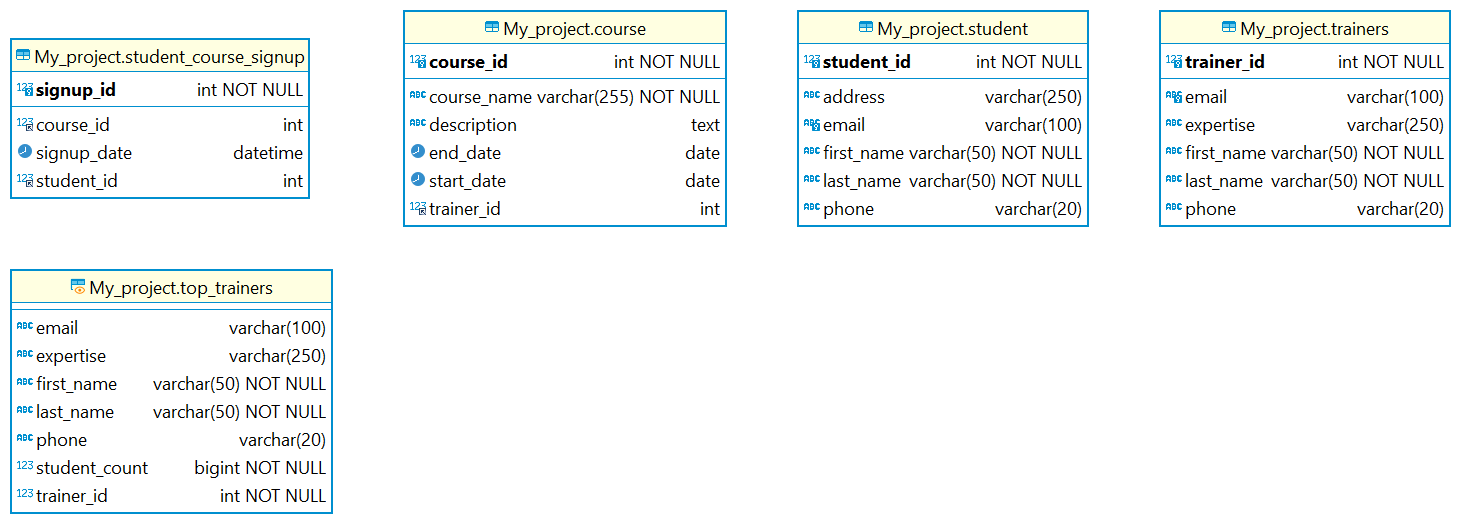 My_project.student_course_signup
signup_id int NOT NULL
course_id int
signup_date datetime
student_id int
My_project.course
course_id int NOT NULL
course_name varchar(255) NOT NULL
description text
end_date date
start_date date
trainer_id int
My_project.student
student_id int NOT NULL
address varchar(250)
email varchar(100)
first_name varchar(50) NOT NULL
last_name varchar(50) NOT NULL
phone varchar(20)
My_project.trainers
trainer_id int NOT NULL
email varchar(100)
expertise varchar(250)
first_name varchar(50) NOT NULL
last_name varchar(50) NOT NULL
phone varchar(20)
My_project.top_trainers
email varchar(100)
expertise varchar(250)
first_name varchar(50) NOT NULL
last_name varchar(50) NOT NULL
phone varchar(20)
student_count bigint NOT NULL
trainer_id int NOT NULL